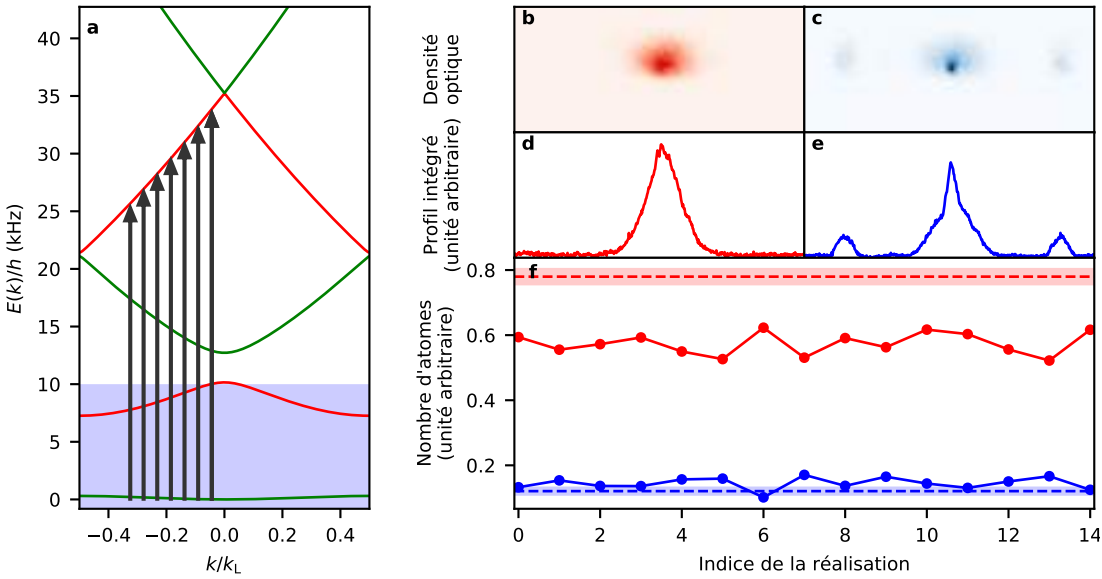 a
40
35
30
25
20
15
10
5
0
E(k)/h (kHz)
−0.4
−0.2
0.0
0.2
0.4
k/kL
b
c
Densité
optique
d
e
Profil intégré
(unité arbitraire)
f
0.8
0.6
0.4
0.2
Nombre d'atomes
(unité arbitraire)
0
2
4
6
8
10
12
14
Indice de la réalisation